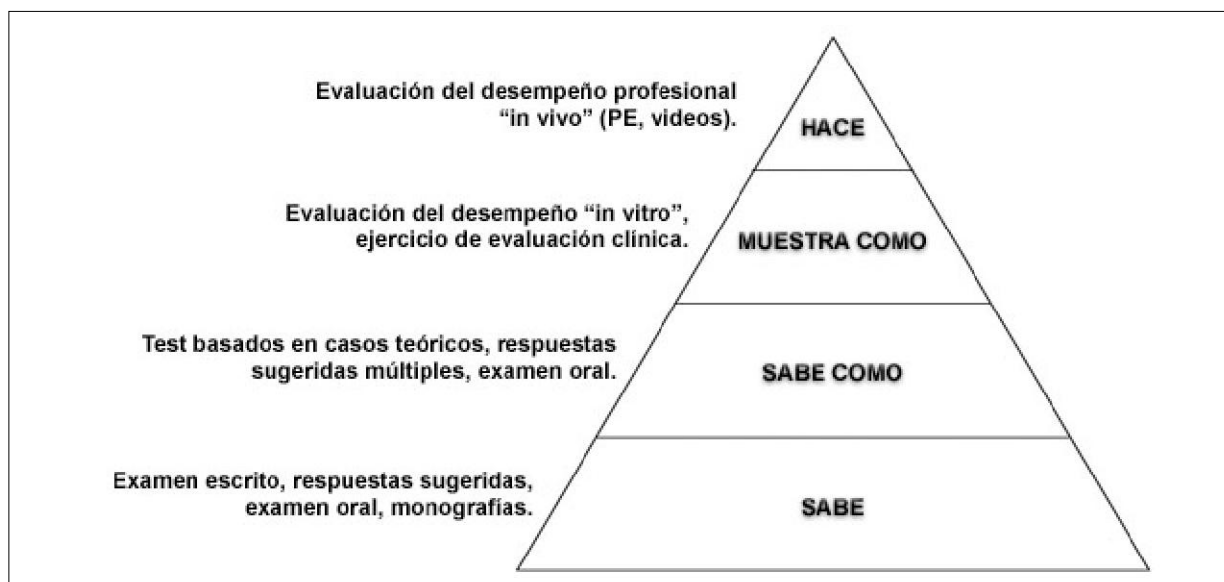 Evaluación del desempeño profesional
“in vivo” (PE, videos).
HACE
Evaluación del desempeño “in vitro”,
ejercicio de evaluación clínica.
MUESTRA COMO
Test basados en casos teóricos, respuestas
sugeridas múltiples, examen oral.
SABE COMO
Examen escrito, respuestas sugeridas,
examen oral, monografías.
SABE